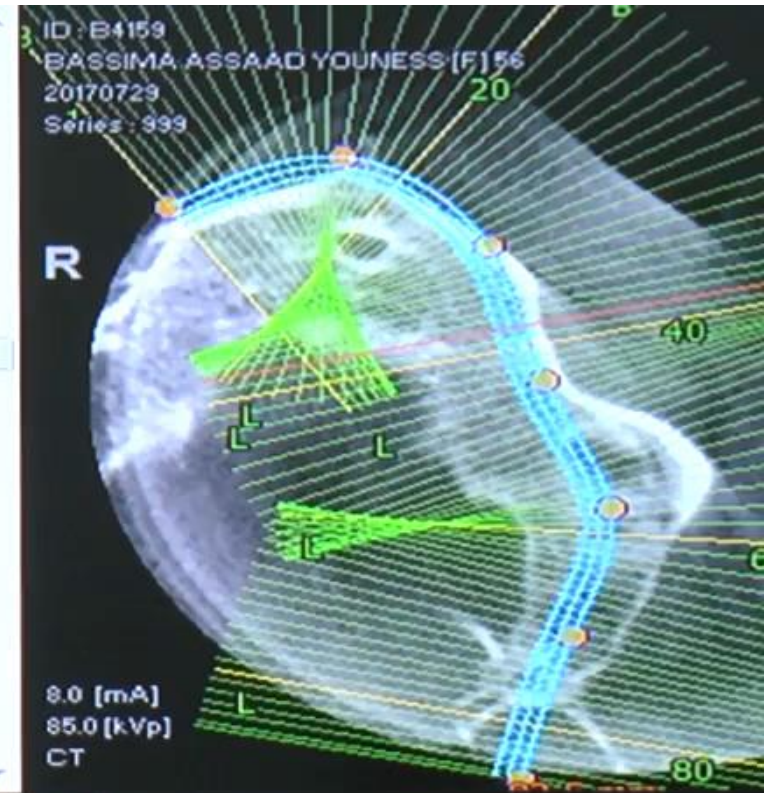 ID : B4159
BASSIMA ASSAAD YOUNESS [F] 56
20170729
Series : 999
20
R
40
L
L
L
L
6
L
8.0 [mA]
85.0 [kVp]
CT
80